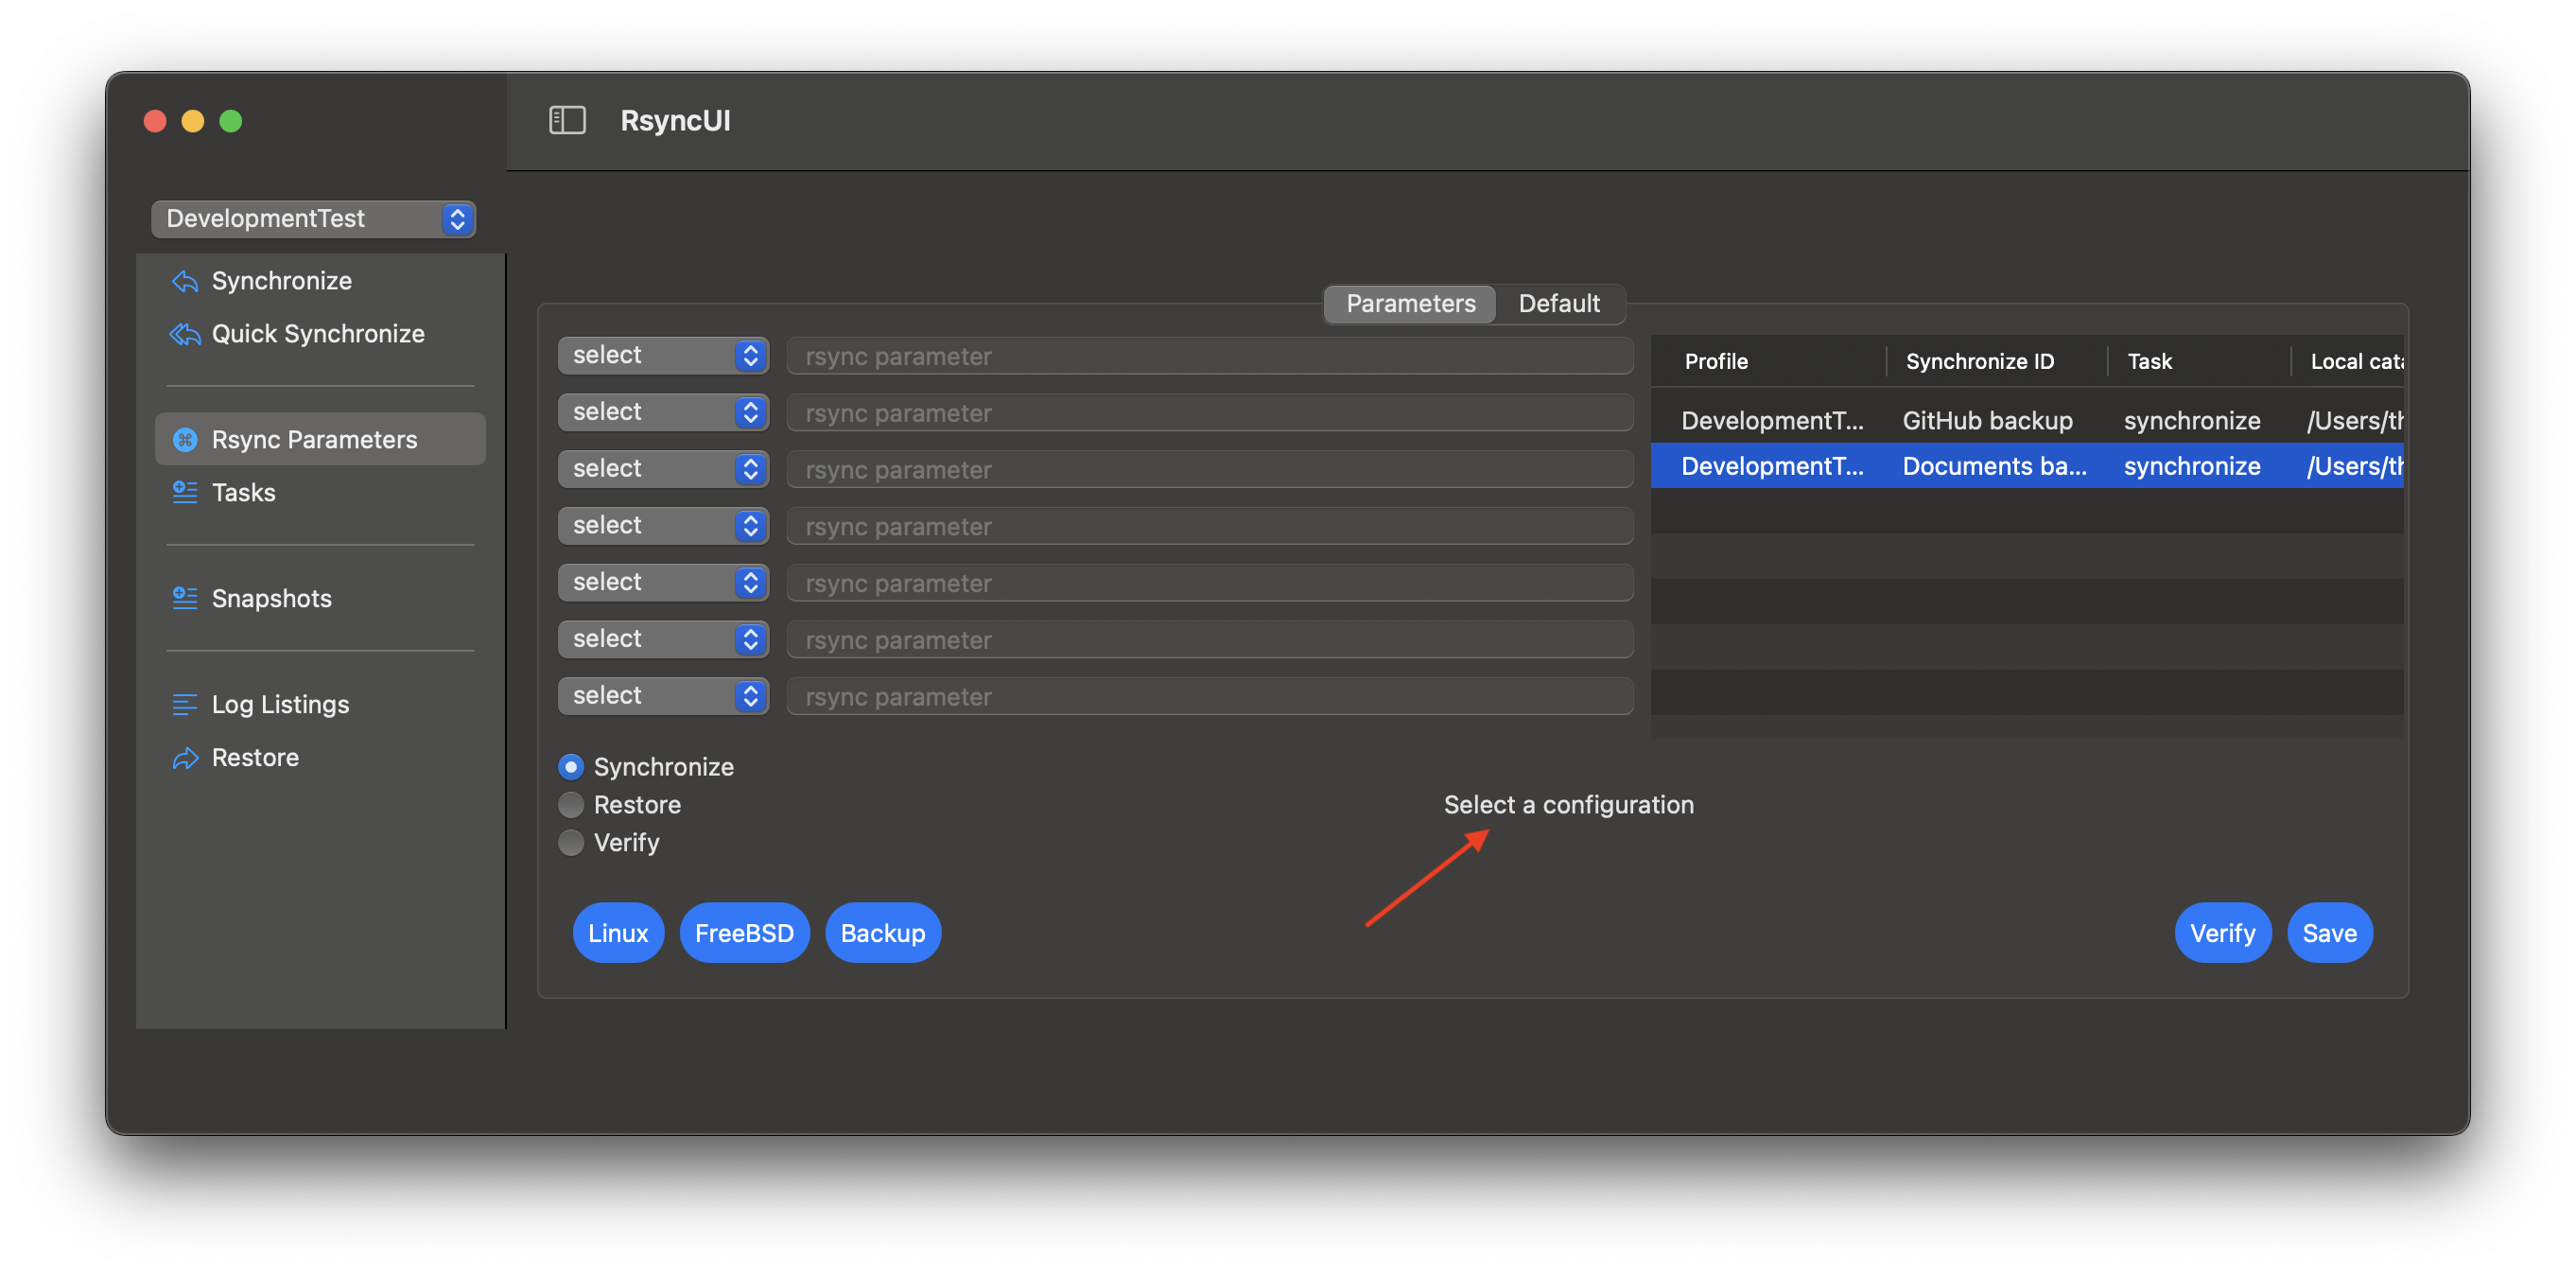 RsyncUI
DevelopmentTest
Synchronize
Quick Synchronize
Rsync Parameters
Tasks
Snapshots
Log Listings
Restore
Parameters Default
select rsync parameter
select rsync parameter
select rsync parameter
select rsync parameter
select rsync parameter
select rsync parameter
select rsync parameter
Profile Synchronize ID Task Local cata
DevelopmentT... GitHub backup synchronize /Users/th
DevelopmentT... Documents ba... synchronize /Users/th
Synchronize
Restore
Verify
Select a configuration
Linux FreeBSD Backup
Verify Save